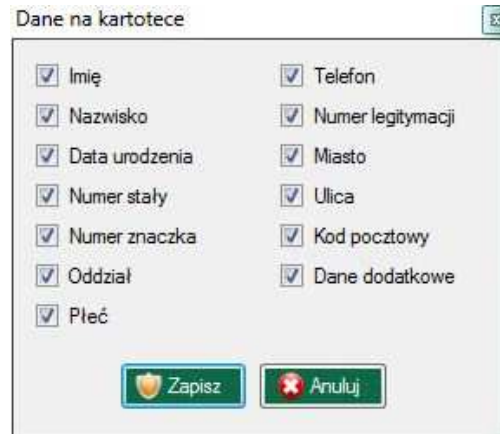 Dane na kartotece
Imię
Nazwisko
Data urodzenia
Numer stały
Numer znaczka
Oddział
Płeć
Telefon
Numer legitymacji
Miasto
Ulica
Kod pocztowy
Dane dodatkowe
Zapisz
Anuluj